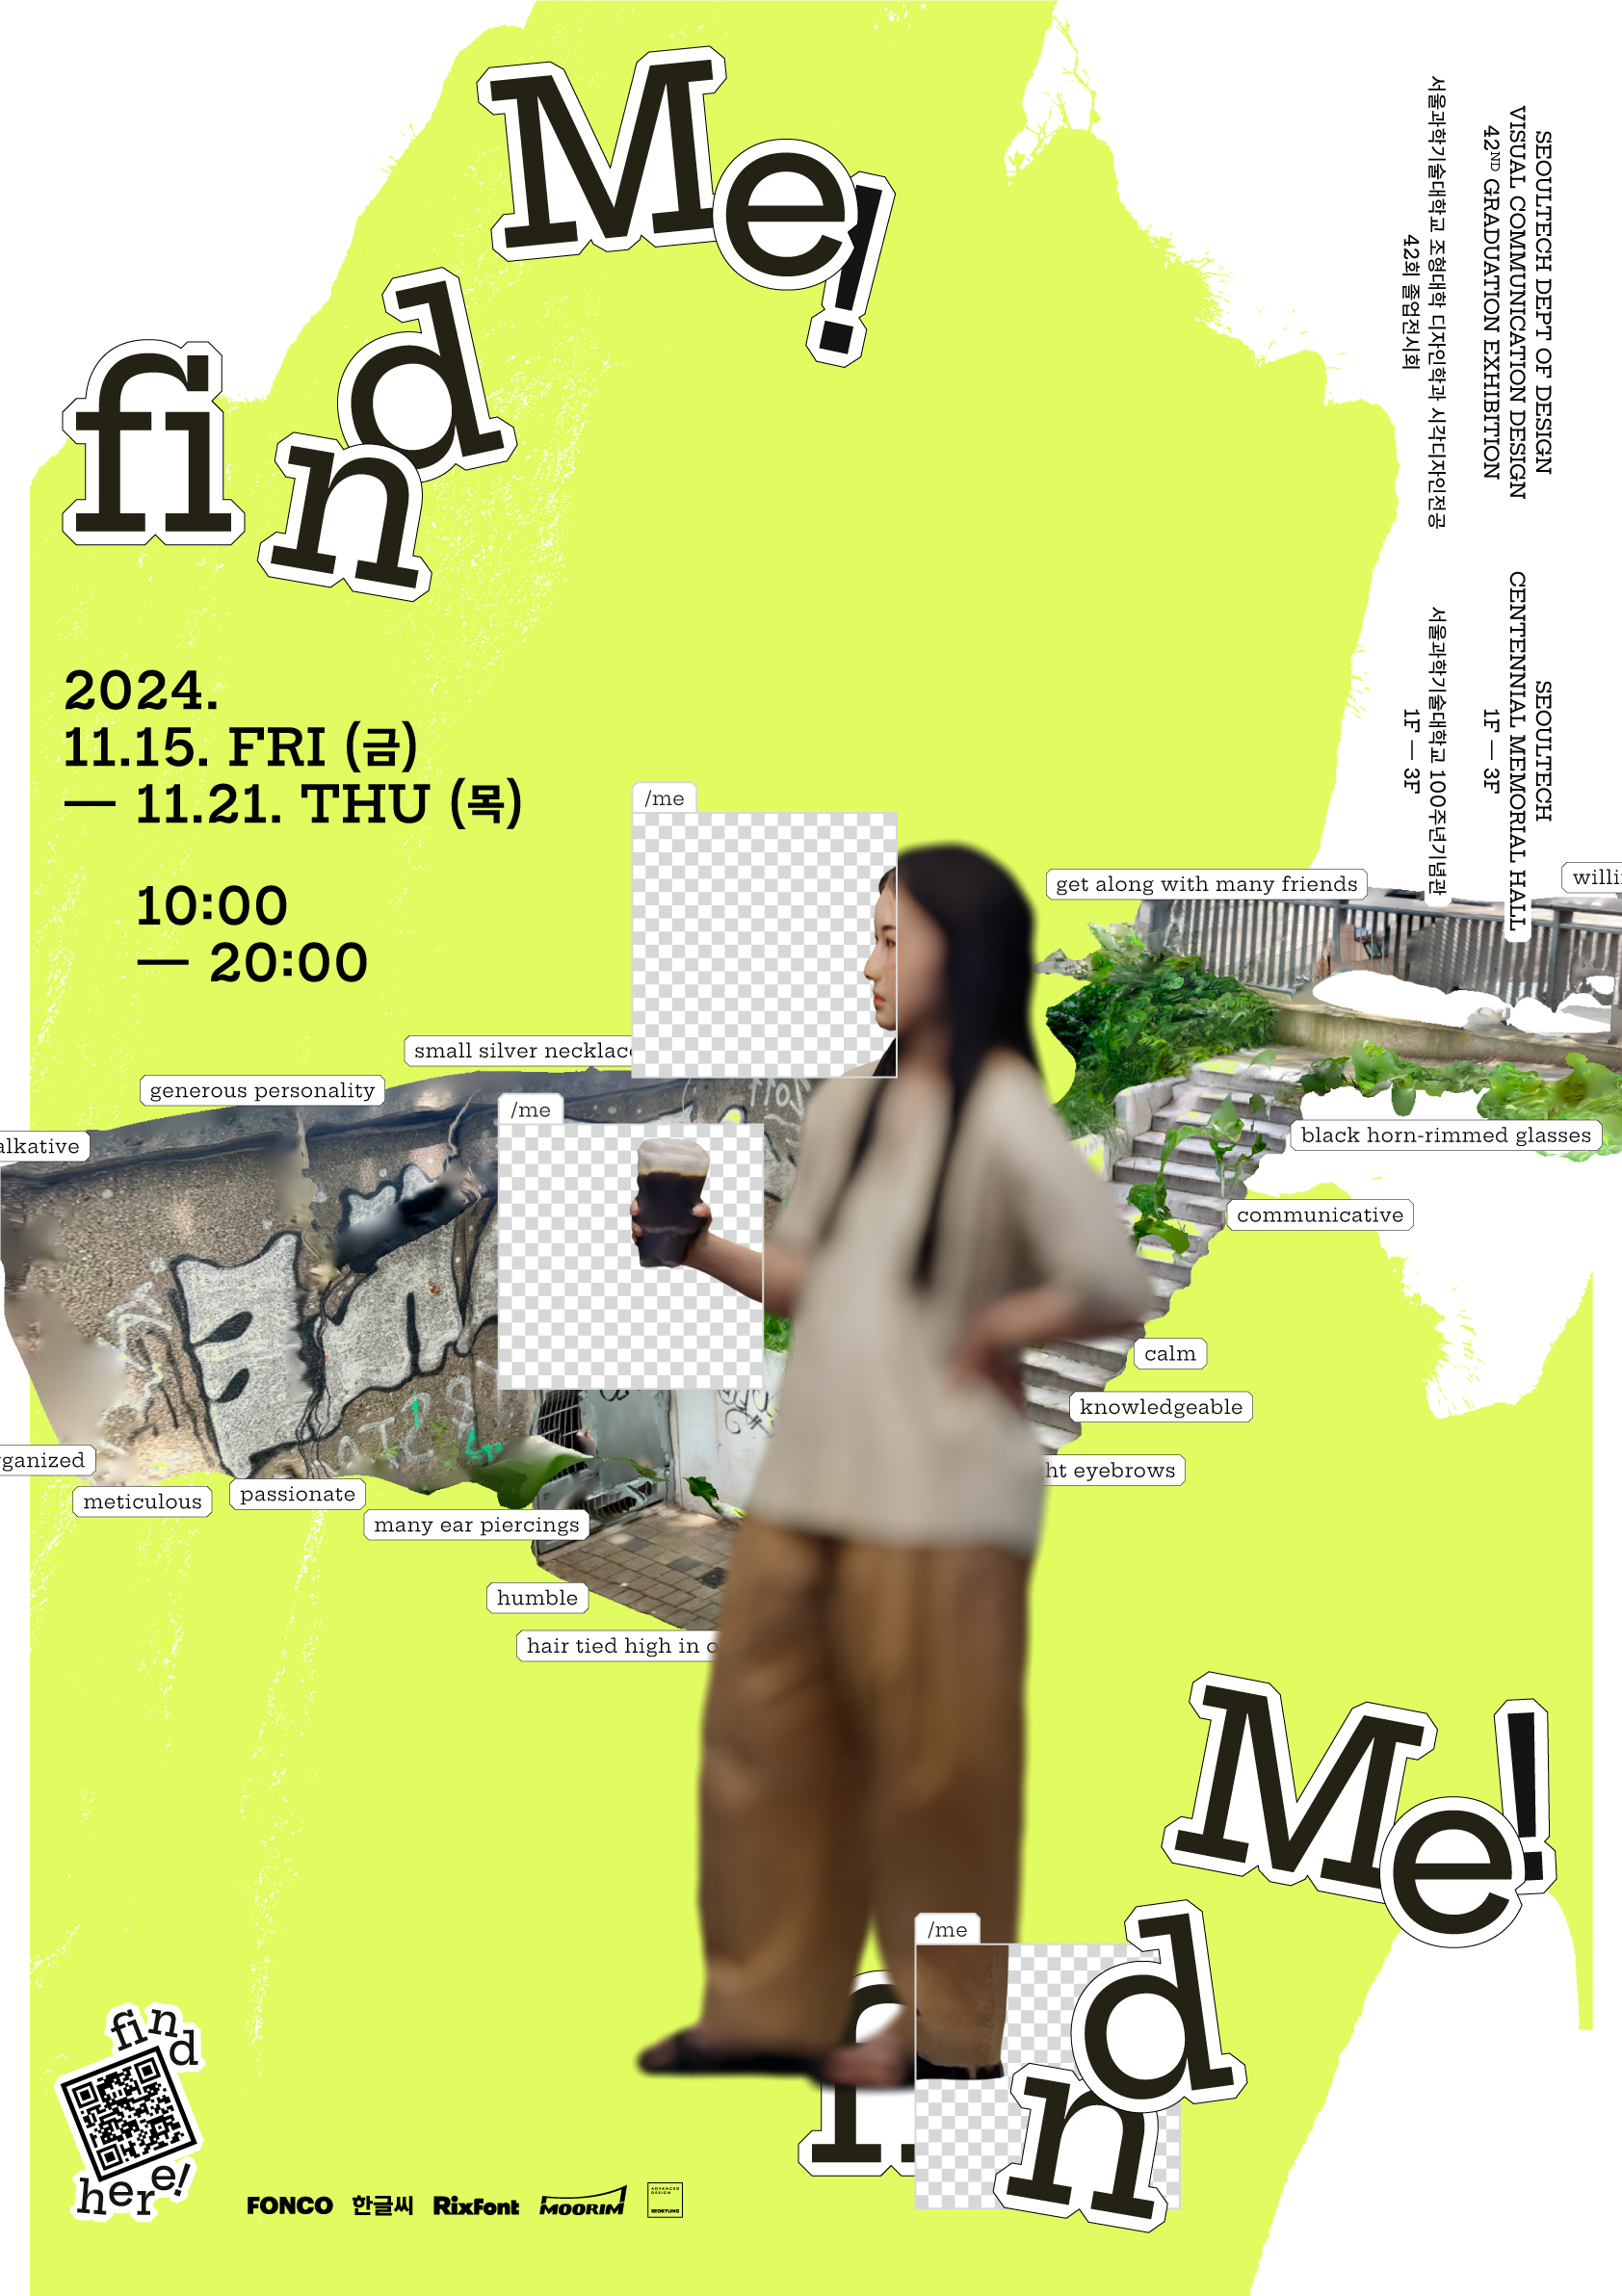 find Me!
SEOULTECH DEPT OF DESIGN
VISUAL COMMUNICATION DESIGN
42ND GRADUATION EXHIBITION
서울과학기술대학교 조형대학 디자인학과 시각디자인전공
42회 졸업전시회
SEOULTECH
CENTENNIAL MEMORIAL HALL
1F — 3F
서울과학기술대학교 100주년기념관
1F — 3F
2024.
11.15. FRI (금)
— 11.21. THU (목)
10:00
— 20:00
/me
get along with many friends
willi
small silver necklace
generous personality
/me
alkative
black horn-rimmed glasses
communicative
calm
knowledgeable
ht eyebrows
ganized
meticulous
passionate
many ear piercings
humble
hair tied high in o
Me!
/me
find
find
here!
FONCO 한글씨 RixFont MOORIM
ADVANCED
DESIGN
SEOKYUNG